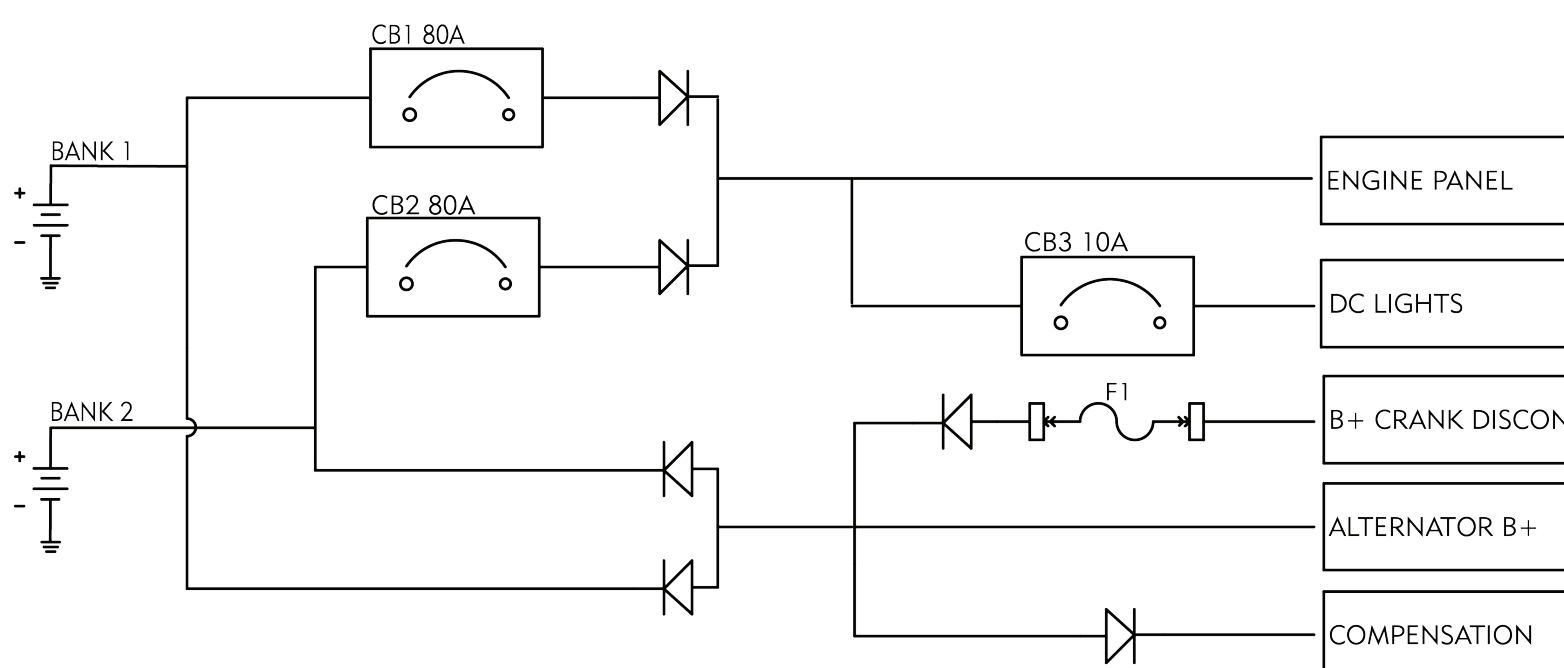 CB1 80A
BANK 1
+
-
CB2 80A
ENGINE PANEL
CB3 10A
DC LIGHTS
F1
BANK 2
B+ CRANK DISCON
+
-
ALTERNATOR B+
COMPENSATION